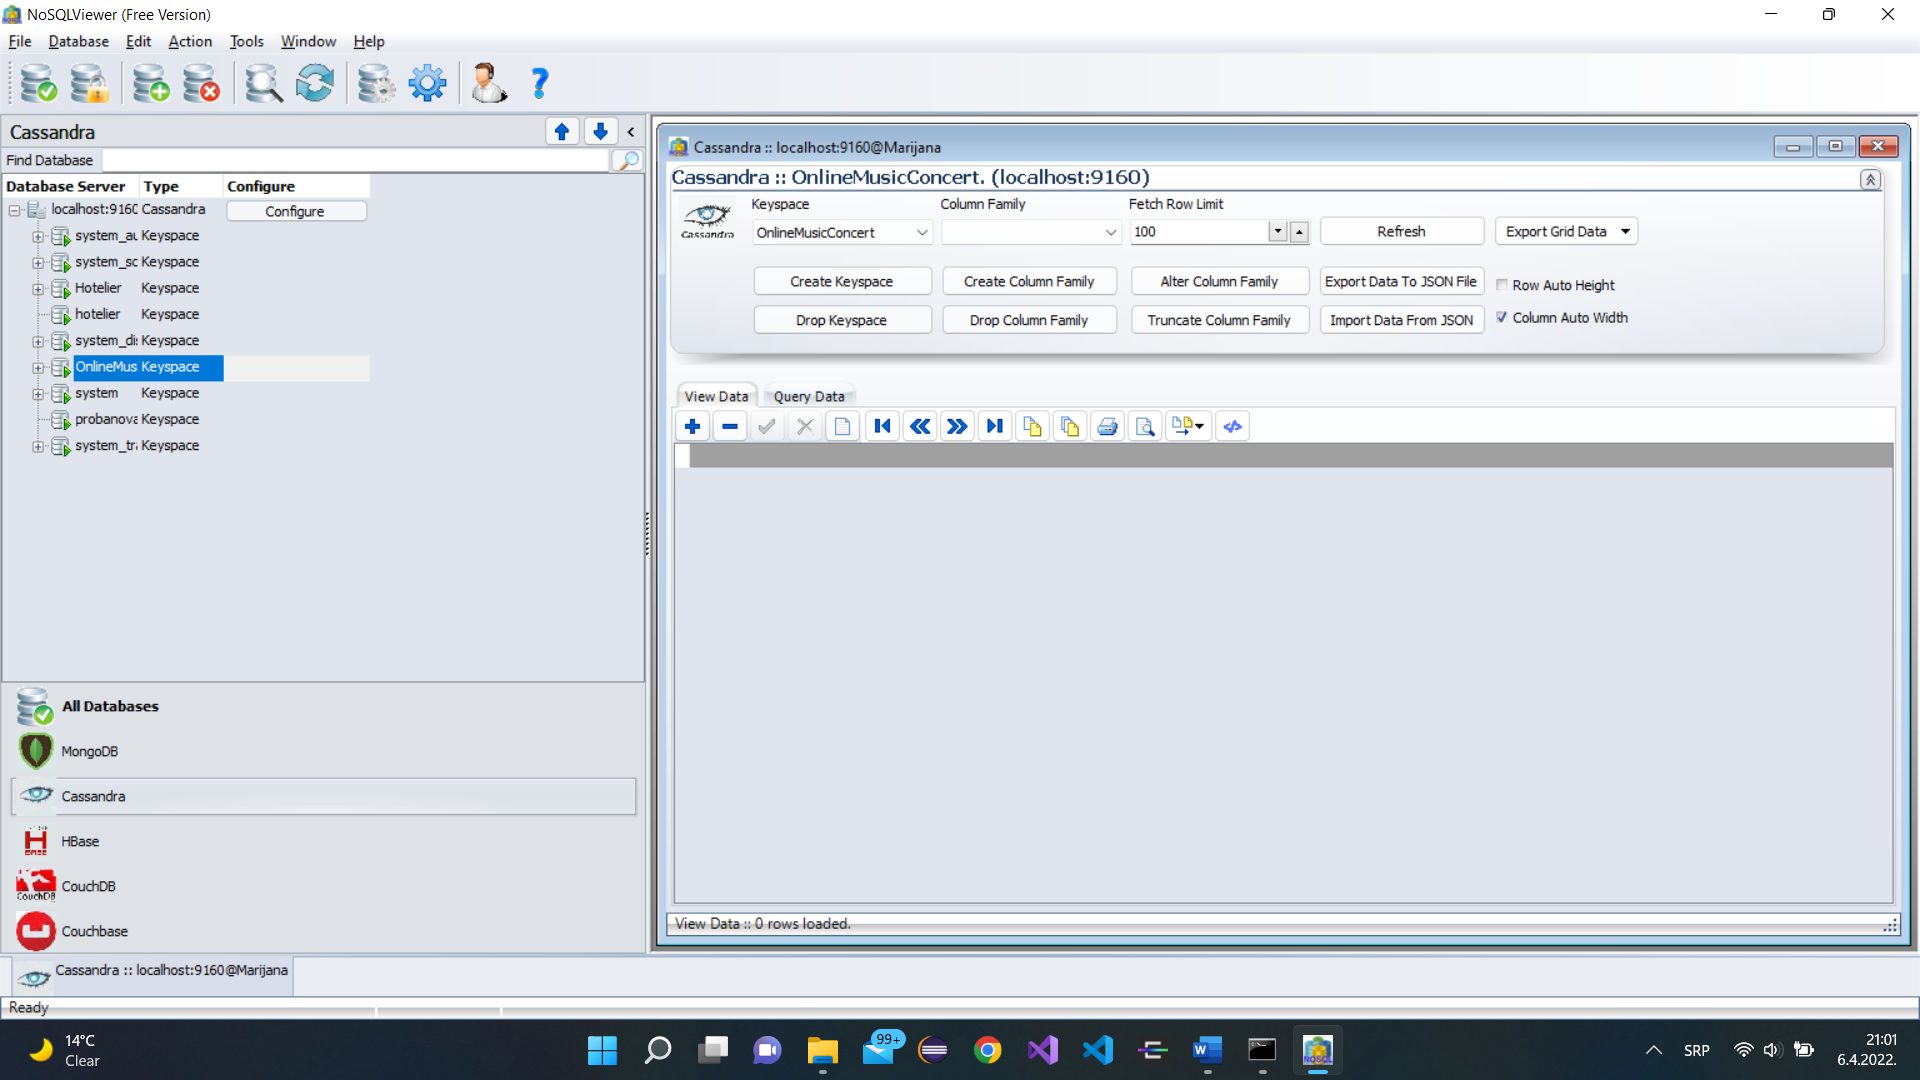 NoSQLViewer (Free Version)
File Database Edit Action Tools Window Help
Cassandra
Find Database
Database Server Type Configure
localhost:9160 Cassandra Configure
system_au Keyspace
system_sc Keyspace
Hotelier Keyspace
hotelier Keyspace
system_dis Keyspace
OnlineMus Keyspace
system Keyspace
probanova Keyspace
system_tra Keyspace
All Databases
MongoDB
Cassandra
HBase
CouchDB
CouchDB
Couchbase
Cassandra :: localhost:9160@Marijana
Cassandra :: OnlineMusicConcert. (localhost:9160)
Cassandra
Keyspace Column Family Fetch Row Limit
OnlineMusicConcert 100 Refresh Export Grid Data
Create Keyspace Create Column Family Alter Column Family Export Data To JSON File Row Auto Height
Drop Keyspace Drop Column Family Truncate Column Family Import Data From JSON Column Auto Width
View Data Query Data
View Data :: 0 rows loaded.
Cassandra :: localhost:9160@Marijana
Ready
14°C
Clear
99+
NOSQL
SRP
21:01
6.4.2022.